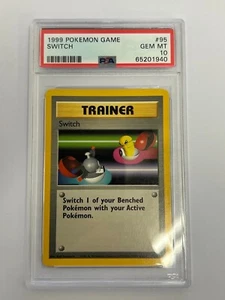 1999 POKEMON GAME #95
SWITCH GEM MT
10
PSA 65201940
TRAINER
Switch
Switch 1 of your Benched
Pokémon with your Active
Pokémon.